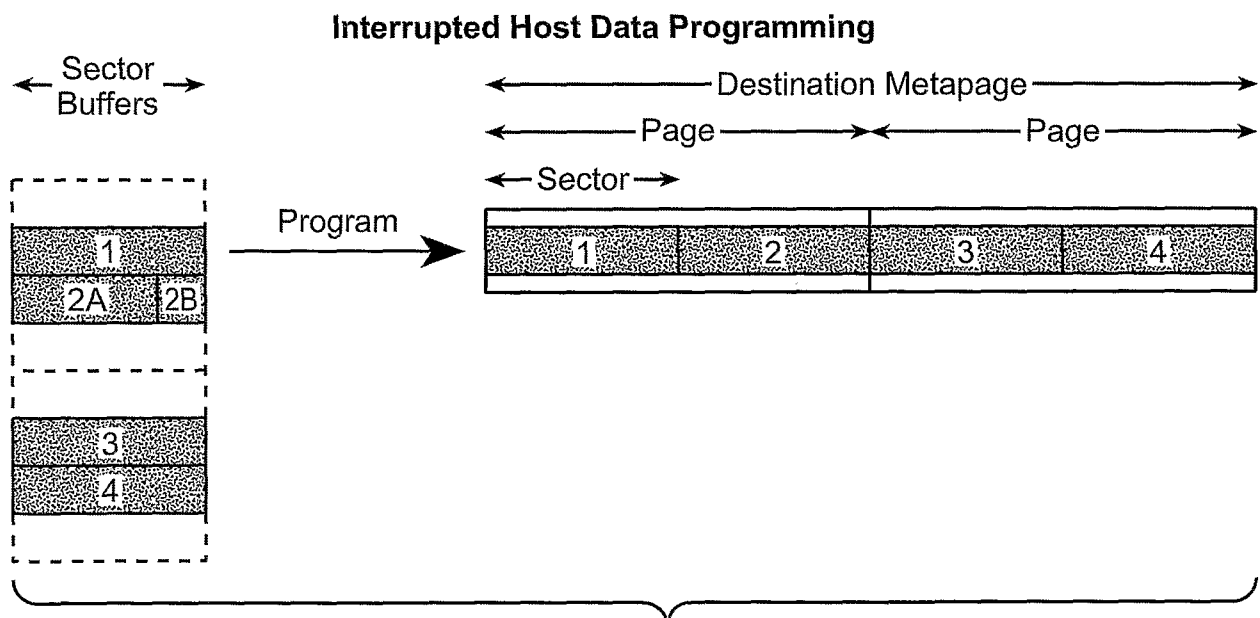 Interrupted Host Data Programming
Sector
Buffers
Destination Metapage
Page Page
Sector
Program
1
2A 2B
3
4
1 2 3 4